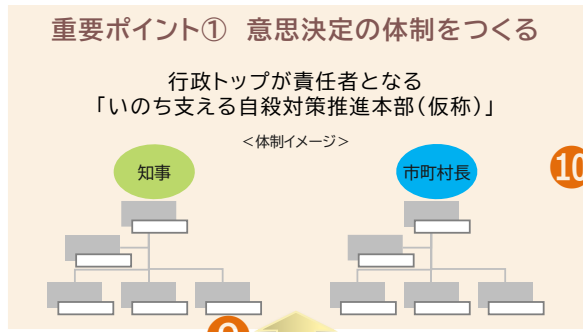 重要ポイント① 意思決定の体制をつくる
行政トップが責任者となる
「いのち支える自殺対策推進本部(仮称)」
<体制イメージ>
知事
市町村長
10